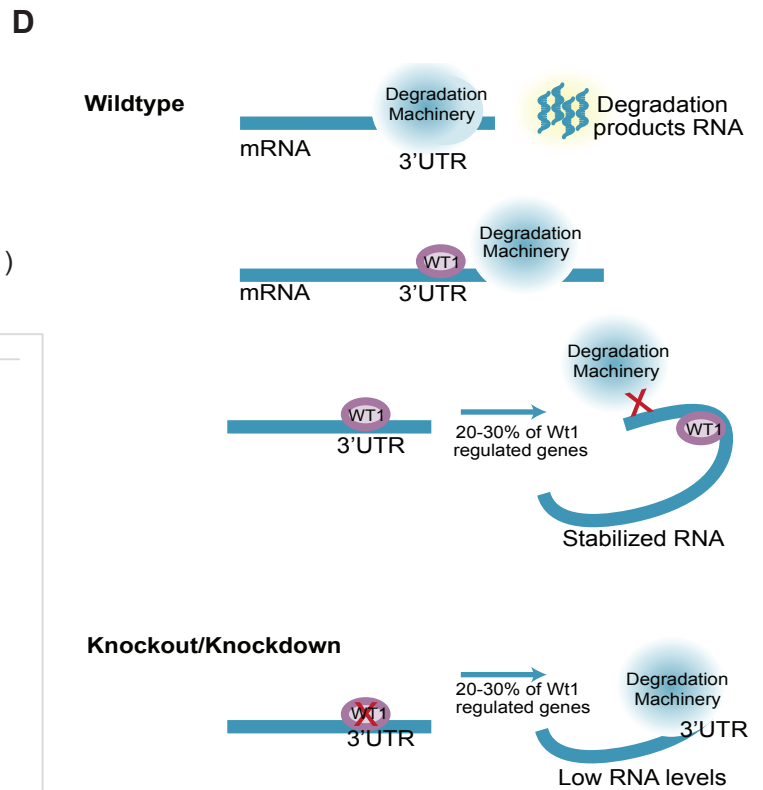 D
Wildtype
Degradation
Machinery
Degradation
products RNA
mRNA
3’UTR
)
Degradation
Machinery
WT1
mRNA
3’UTR
Degradation
Machinery
X
WT1
3’UTR
20-30% of Wt1
regulated genes
WT1
Stabilized RNA
Knockout/Knockdown
20-30% of Wt1
regulated genes
Degradation
Machinery
WT1
X
3’UTR
3’UTR
Low RNA levels